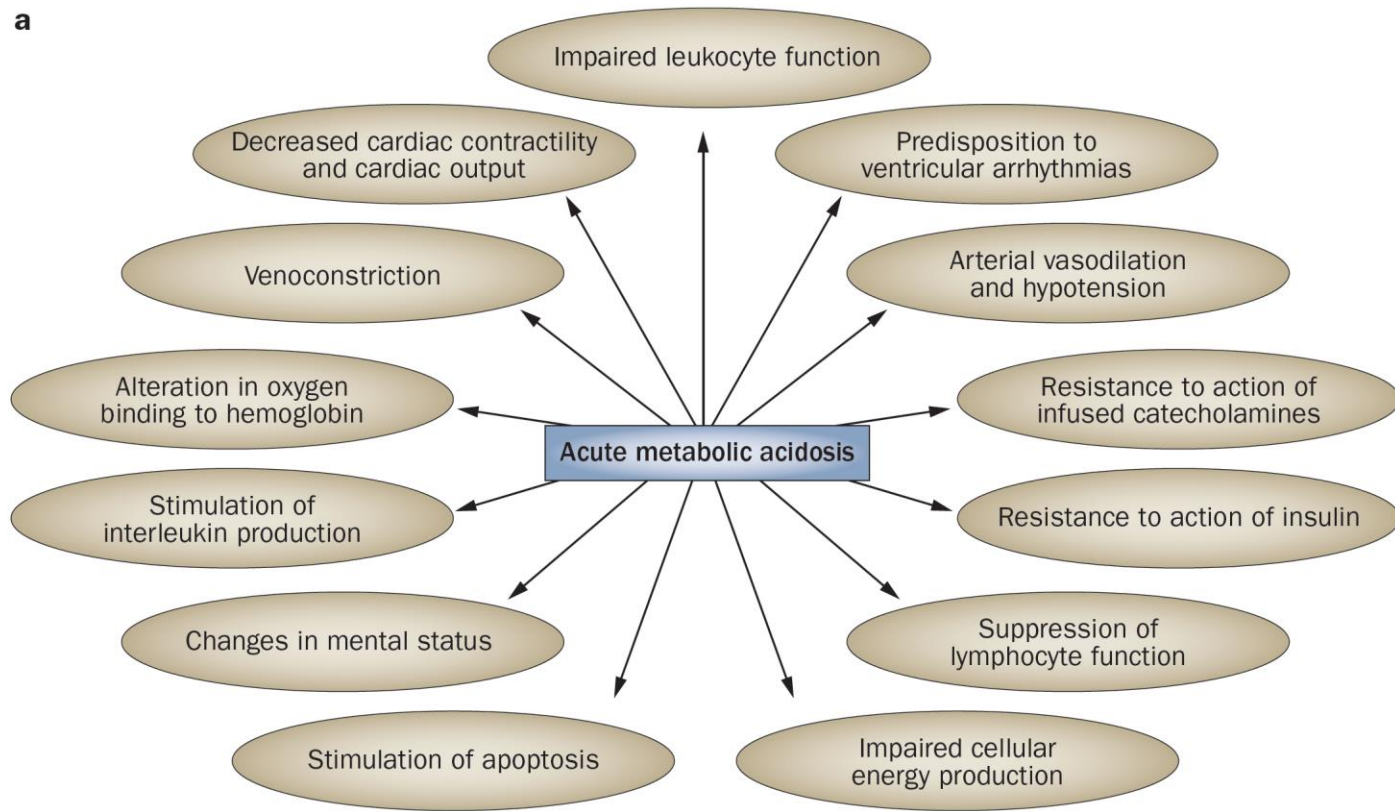 a
Impaired leukocyte function
Decreased cardiac contractility
and cardiac output
Predisposition to
ventricular arrhythmias
Venoconstriction
Arterial vasodilation
and hypotension
Alteration in oxygen
binding to hemoglobin
Resistance to action of
infused catecholamines
Acute metabolic acidosis
Stimulation of
interleukin production
Resistance to action of insulin
Changes in mental status
Suppression of
lymphocyte function
Stimulation of apoptosis
Impaired cellular
energy production